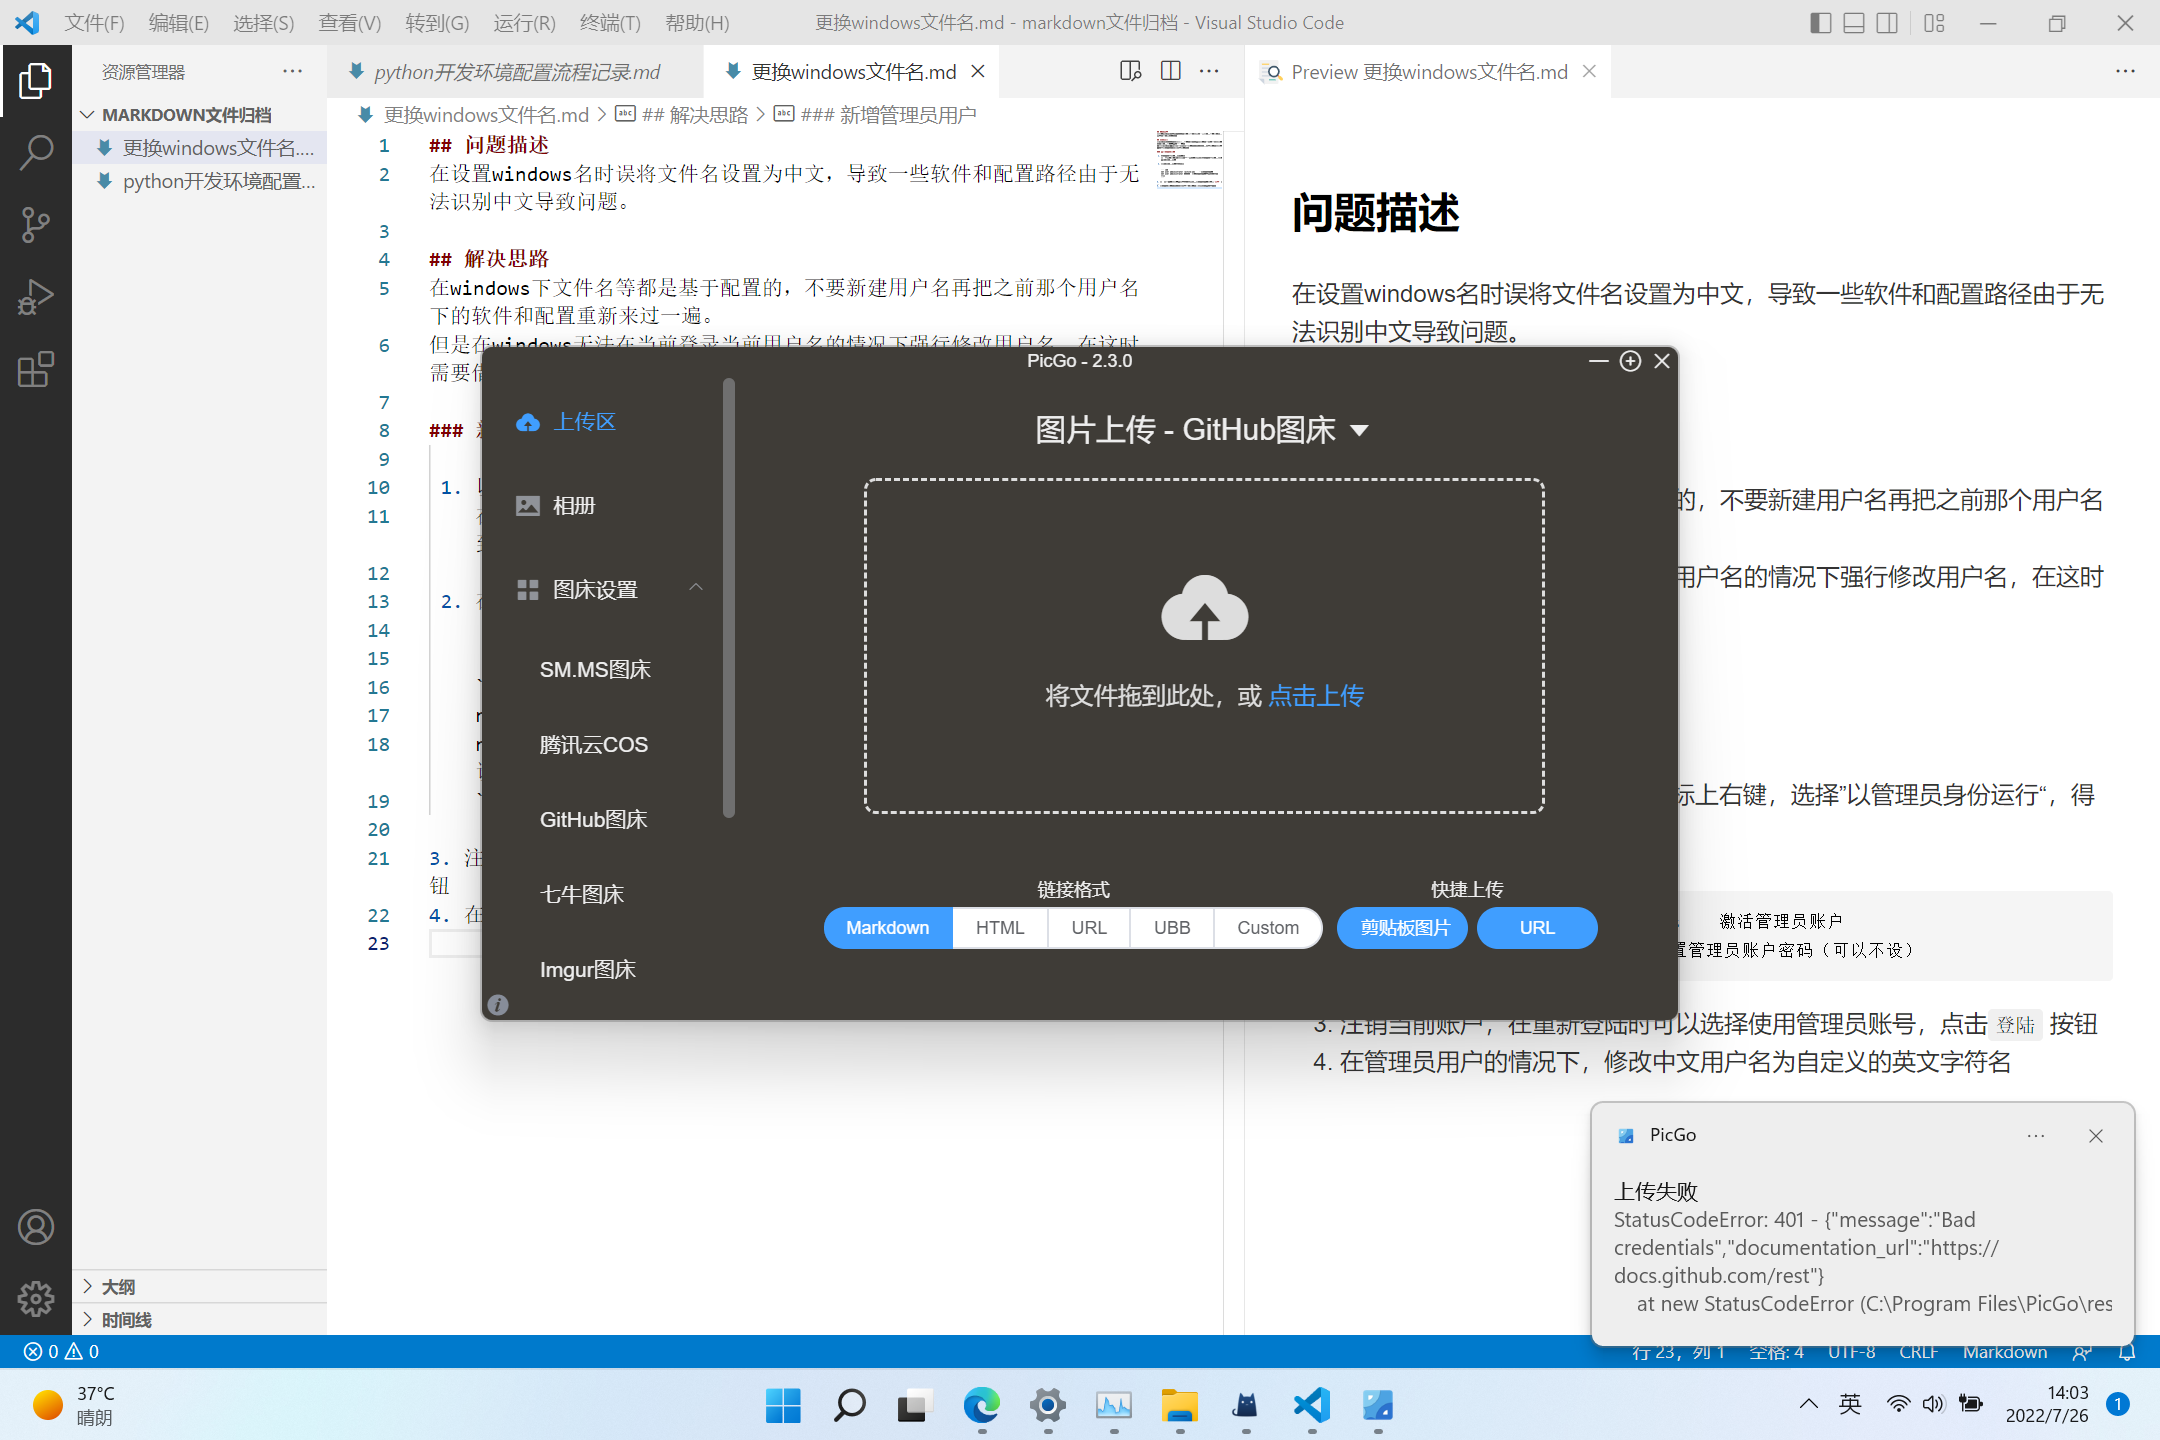 文件(F) 编辑(E) 选择(S) 查看(V) 转到(G) 运行(R) 终端(T) 帮助(H)
更换windows文件名.md - markdown文件归档 - Visual Studio Code
资源管理器
MARKDOWN文件归档
更换windows文件名....
python开发环境配置...
大纲
时间线
python开发环境配置流程记录.md
更换windows文件名.md
更换windows文件名.md > ## 解决思路 > ### 新增管理员用户
1 ## 问题描述
2 在设置windows名时误将文件名设置为中文，导致一些软件和配置路径由于无
法识别中文导致问题。
3
4 ## 解决思路
5 在windows下文件名等都是基于配置的，不要新建用户名再把之前那个用户名
下的软件和配置重新来过一遍。
6 但是在windows无法在当前登录当前用户名的情况下强行修改用户名，在这时
需要
7
8 ###
9
10 1.
11
12
13 2.
14
15
16
17
18
19
20
21 3. 注
钮
22 4. 在
23
Preview 更换windows文件名.md
问题描述
在设置windows名时误将文件名设置为中文，导致一些软件和配置路径由于无
法识别中文导致问题。
的，不要新建用户名再把之前那个用户名
用户名的情况下强行修改用户名，在这时
标上右键，选择”以管理员身份运行“，得
激活管理员账户
置管理员账户密码（可以不设）
3. 注销当前账户，在重新登陆时可以选择使用管理员账号，点击 登陆 按钮
4. 在管理员用户的情况下，修改中文用户名为自定义的英文字符名
PicGo - 2.3.0
上传区
相册
图床设置
SM.MS图床
腾讯云COS
GitHub图床
七牛图床
Imgur图床
图片上传 - GitHub图床
将文件拖到此处，或 点击上传
链接格式
Markdown HTML URL UBB Custom
快捷上传
剪贴板图片 URL
PicGo
上传失败
StatusCodeError: 401 - {"message":"Bad
credentials","documentation_url":"https://
docs.github.com/rest"}
at new StatusCodeError (C:\Program Files\PicGo\res
0 0
行 23，列 1 空格: 4 UTF-8 CRLF Markdown
37°C
晴朗
英
14:03
2022/7/26
1